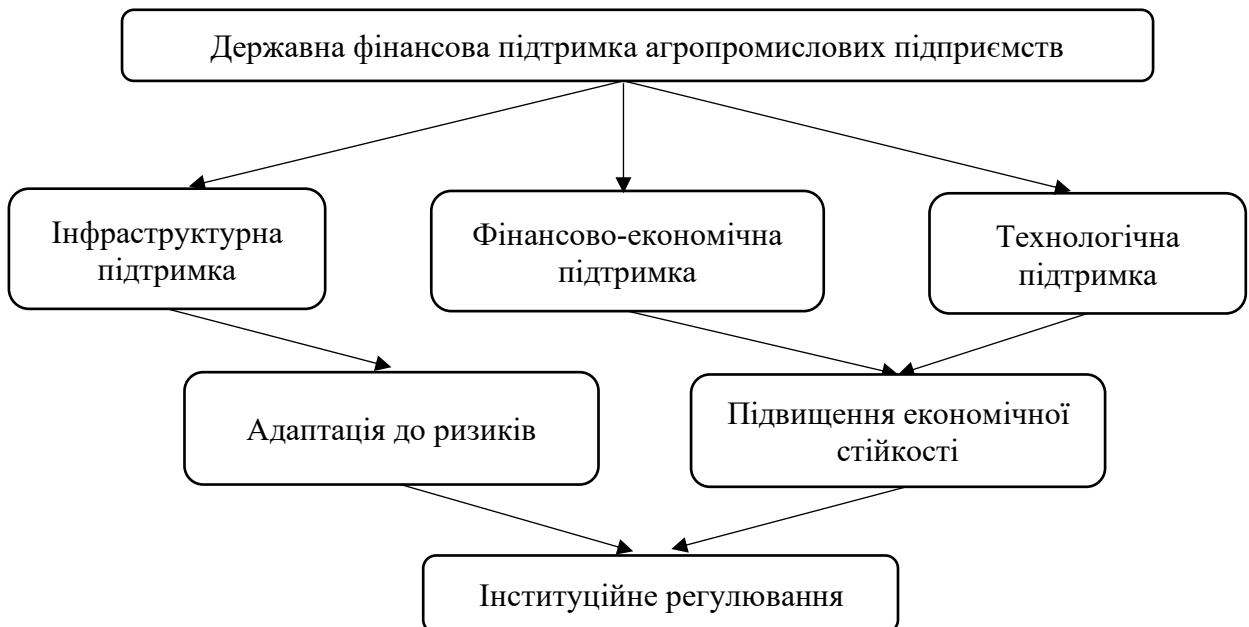 Державна фінансова підтримка агропромислових підприємств
Інфраструктурна
підтримка
Фінансово-економічна
підтримка
Технологічна
підтримка
Адаптація до ризиків
Підвищення економічної
стійкості
Інституційне регулювання